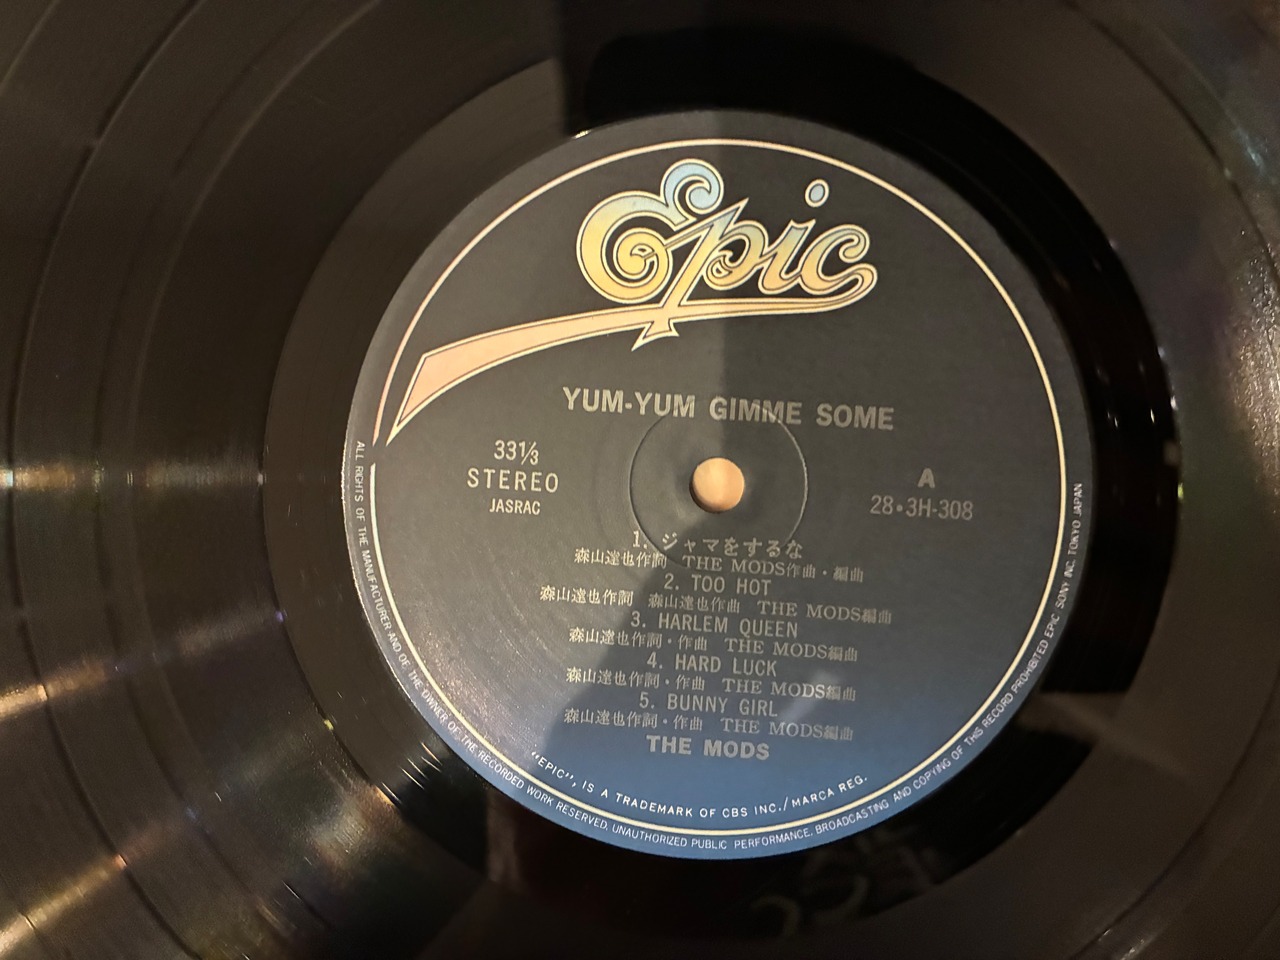 Epic
YUM-YUM GIMME SOME
33⅓
STEREO
JASRAC
A
28•3H-308
1. ジャマをするな
森山達也作詞 THE MODS作曲・編曲
2. TOO HOT
森山達也作詞 森山達也作曲 THE MODS編曲
3. HARLEM QUEEN
森山達也作詞・作曲 THE MODS編曲
4. HARD LUCK
森山達也作詞・作曲 THE MODS編曲
5. BUNNY GIRL
森山達也作詞・作曲 THE MODS編曲
THE MODS
"EPIC", IS A TRADEMARK OF CBS INC./MARCA REG.
ALL RIGHTS OF THE MANUFACTURER AND OF THE OWNER OF THE RECORDED WORK RESERVED, UNAUTHORIZED PUBLIC PERFORMANCE, BROADCASTING AND COPYING OF THIS RECORD PROHIBITED EPIC SONY INC. TOKYO JAPAN